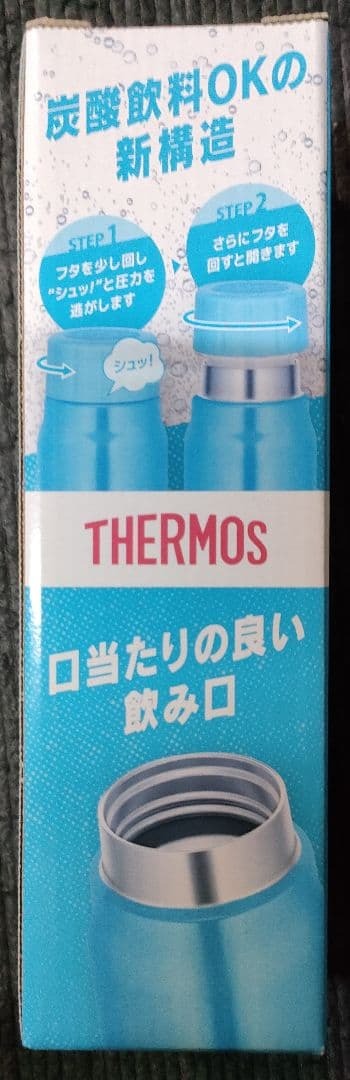 炭酸飲料OKの
新構造
STEP 1
フタを少し回し
"シュッ!"と圧力を
逃がします
STEP 2
さらにフタを
回すと開きます
シュッ!
THERMOS
口当たりの良い
飲み口